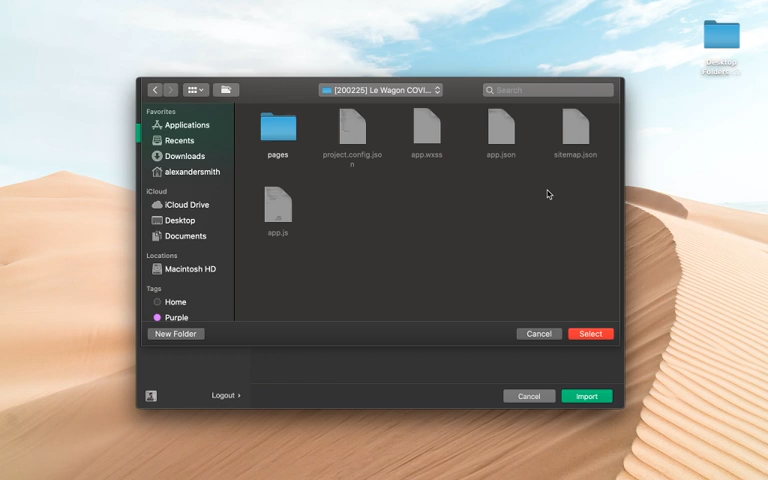 Desktop
Folders
[200225] Le Wagon COVI...
Search
Favorites
Applications
Recents
Downloads
alexandersmith
iCloud
iCloud Drive
Desktop
Documents
Locations
Macintosh HD
Tags
Home
Purple
pages
project.config.jso
n
app.wxss
app.json
sitemap.json
app.js
New Folder
Cancel
Select
Logout ›
Cancel
Import